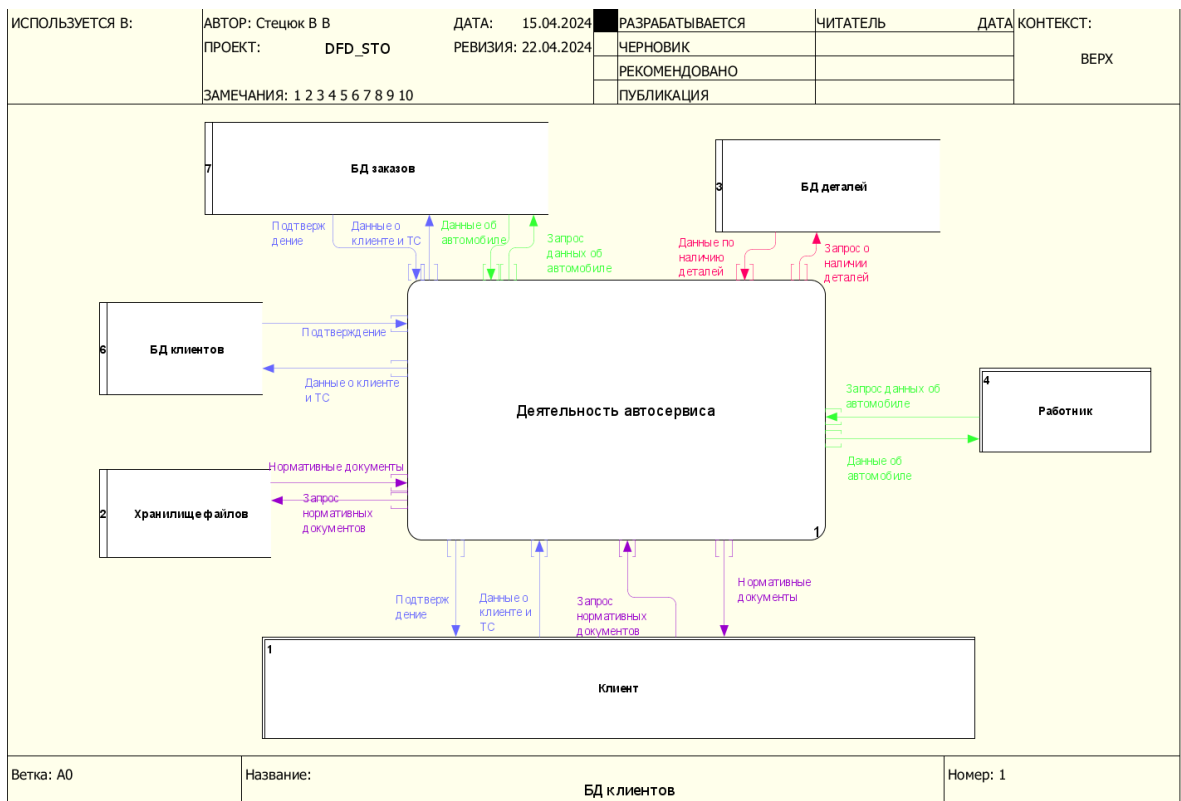 ИСПОЛЬЗУЕТСЯ В:
АВТОР: Стецюк В В
ДАТА: 15.04.2024
РАЗРАБАТЫВАЕТСЯ
ЧИТАТЕЛЬ
ДАТА
КОНТЕКСТ:
ПРОЕКТ: DFD_STO
РЕВИЗИЯ: 22.04.2024
ЧЕРНОВИК
ВЕРХ
РЕКОМЕНДОВАНО
ЗАМЕЧАНИЯ: 1 2 3 4 5 6 7 8 9 10
ПУБЛИКАЦИЯ
7
БД заказов
3
БД деталей
Подтверж
дение
Данные о
клиенте и ТС
Данные об
автомобиле
Запрос
данных об
автомобиле
Данные по
наличию
деталей
Запрос о
наличии
деталей
6
БД клиентов
Подтверждение
Данные о клиенте
и ТС
Деятельность автосервиса
1
Запрос данных об
автомобиле
4
Работник
Данные об
автомобиле
Нормативные документы
2
Хранилище файлов
Запрос
нормативных
документов
Подтверж
дение
Данные о
клиенте и
ТС
Запрос
нормативных
документов
Нормативные
документы
1
Клиент
Ветка: A0
Название:
БД клиентов
Номер: 1